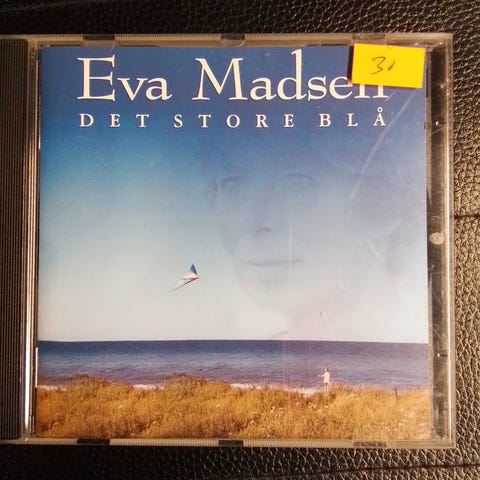 Eva Madsen
DET STORE BLÅ
30